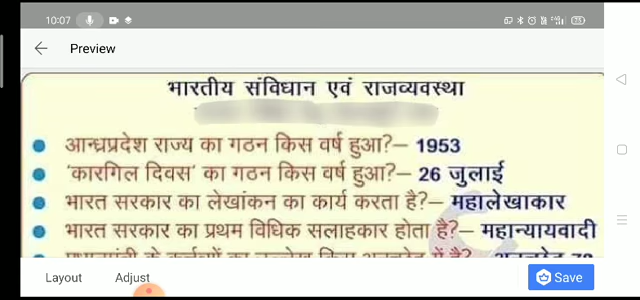 10:07
Preview
भारतीय संविधान एवं राजव्यवस्था
आन्ध्रप्रदेश राज्य का गठन किस वर्ष हुआ?– 1953
'कारगिल दिवस' का गठन किस वर्ष हुआ?– 26 जुलाई
भारत सरकार का लेखांकन का कार्य करता है?– महालेखाकार
भारत सरकार का प्रथम विधिक सलाहकार होता है?– महान्यायवादी
Layout Adjust Save